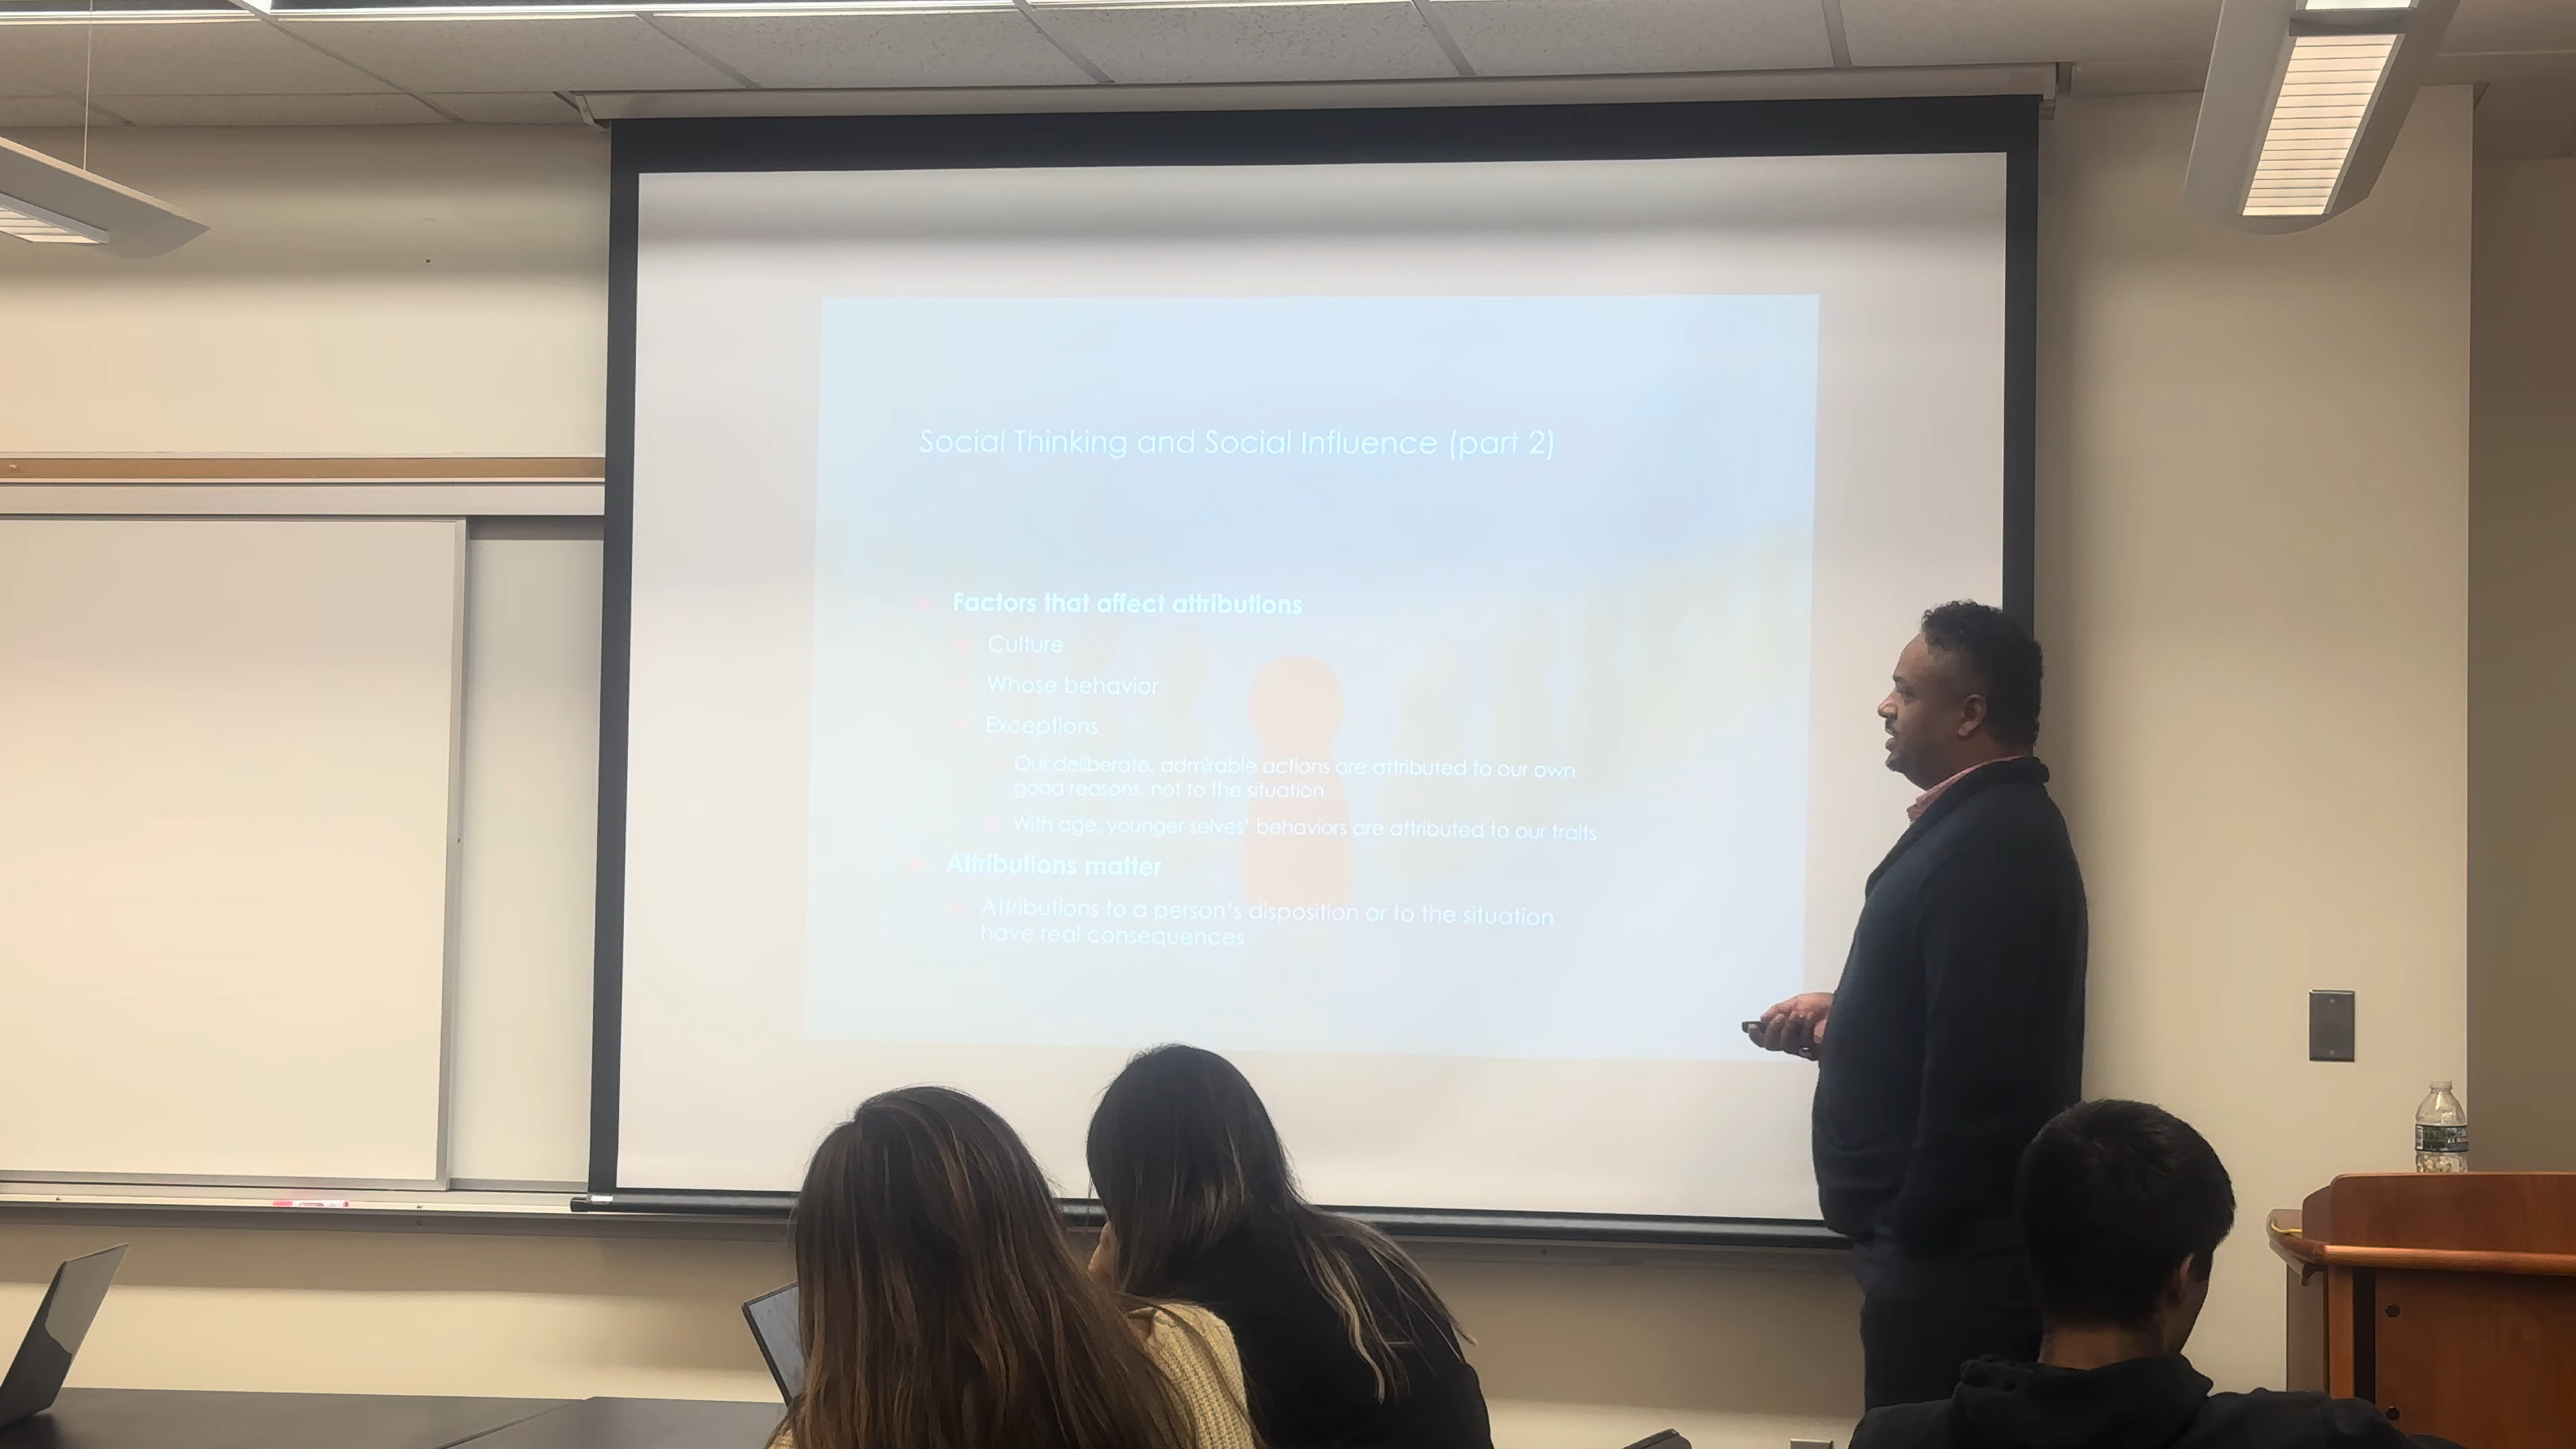 Social Thinking and Social Influence (part 2)
Factors that affect attributions
Culture
Whose behavior
Exceptions
Our deliberate, admirable actions are attributed to our own
good reasons, not to the situation
With age, younger selves' behaviors are attributed to our traits
Attributions matter
Attributions to a person's disposition or to the situation
have real consequences